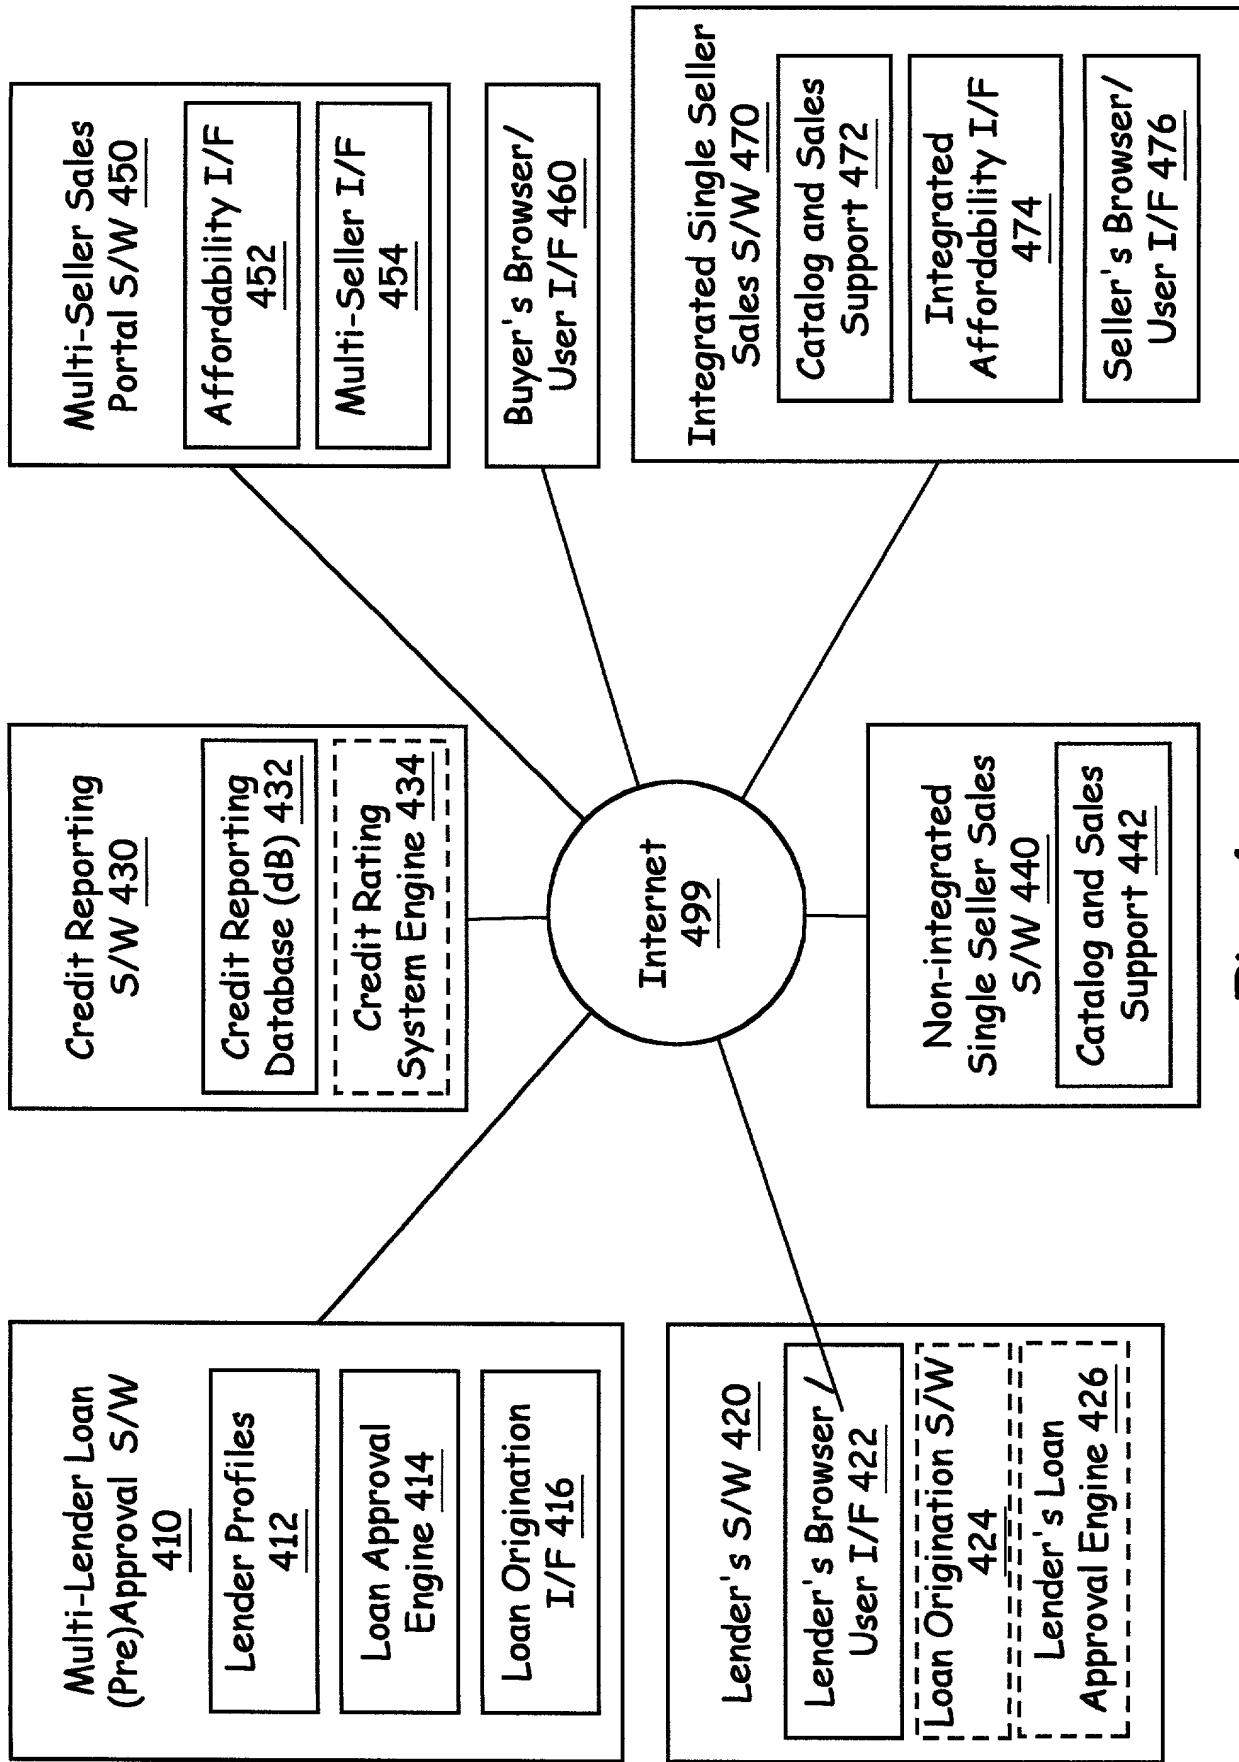 Multi-Lender Loan
(Pre)Approval S/W
410
Lender Profiles
412
Loan Approval
Engine 414
Loan Origination
I/F 416
Credit Reporting
S/W 430
Credit Reporting
Database (dB) 432
Credit Rating
System Engine 434
Multi-Seller Sales
Portal S/W 450
Affordability I/F
452
Multi-Seller I/F
454
Buyer's Browser/
User I/F 460
Internet
499
Lender's S/W 420
Lender's Browser /
User I/F 422
Loan Origination S/W
424
Lender's Loan
Approval Engine 426
Non-integrated
Single Seller Sales
S/W 440
Catalog and Sales
Support 442
Integrated Single Seller
Sales S/W 470
Catalog and Sales
Support 472
Integrated
Affordability I/F
474
Seller's Browser/
User I/F 476